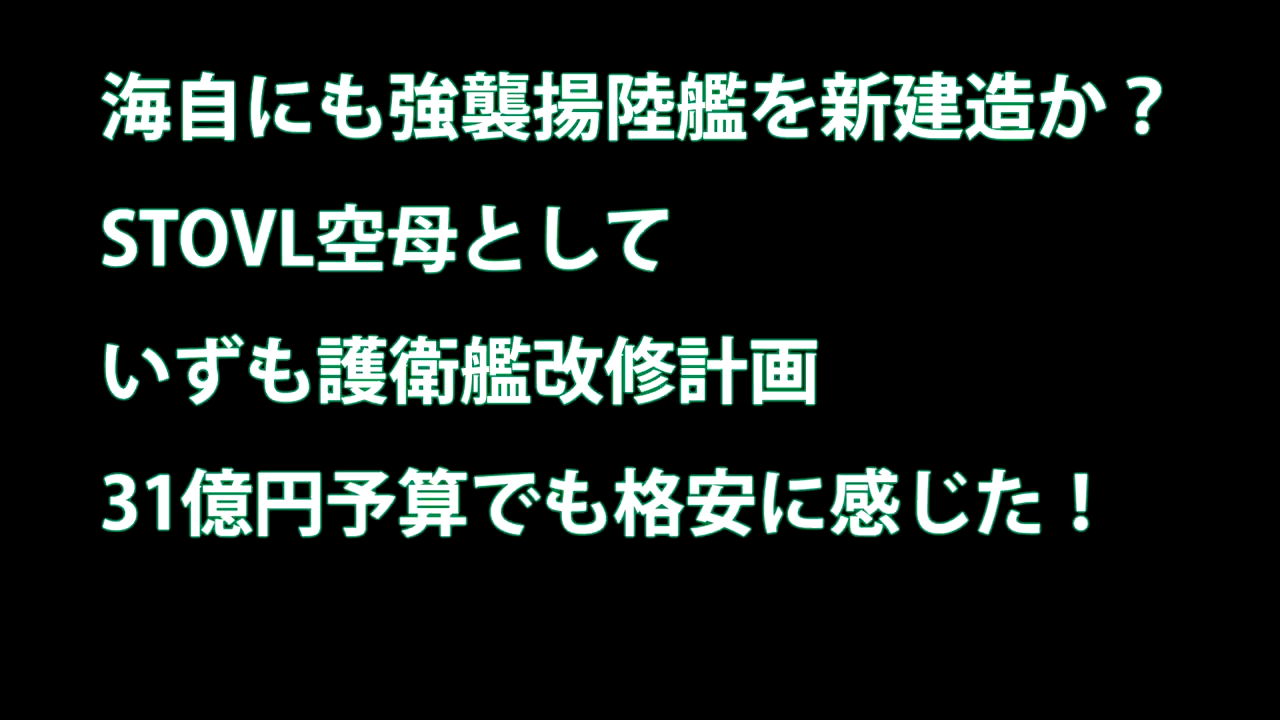 海自にも強襲揚陸艦を新建造か？
STOVL空母として
いずも護衛艦改修計画
31億円予算でも格安に感じた！